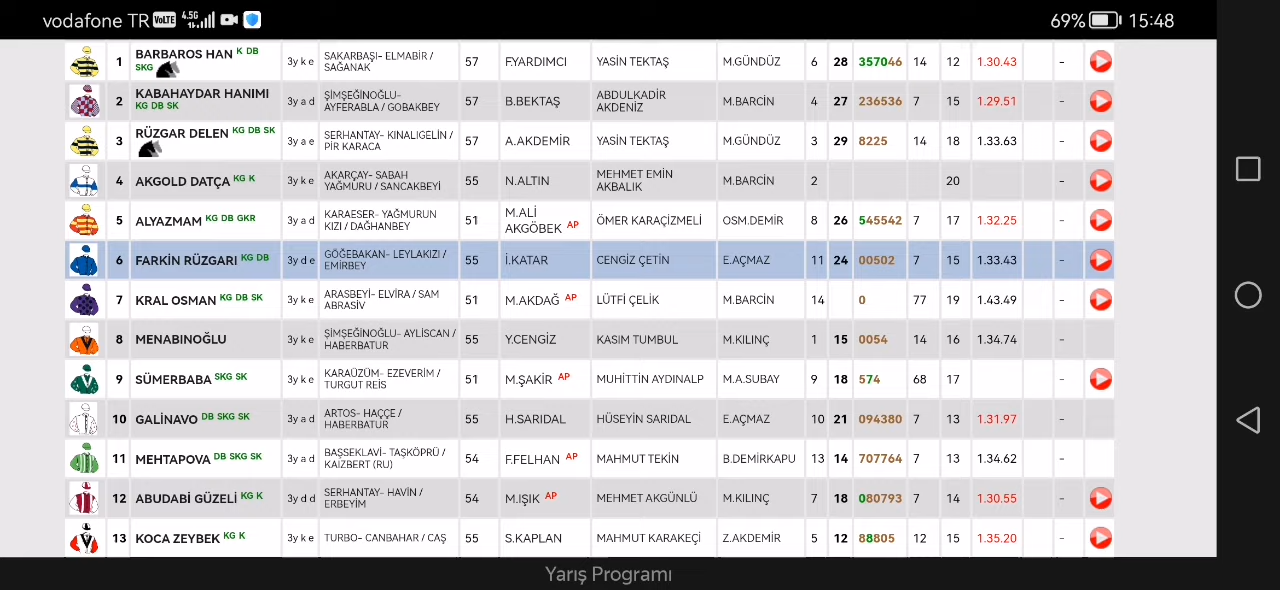 vodafone TR VoLTE 4.5G 69% 15:48
1 BARBAROS HAN K DB SKG 3y k e SAKARBAŞI- ELMABİR / SAĞANAK 57 F.YARDIMCI YASİN TEKTAŞ M.GÜNDÜZ 6 28 357046 14 12 1.30.43 -
2 KABAHAYDAR HANIMI KG DB SK 3y a d ŞİMŞEĞİNOĞLU- AYFERABLA / GOBAKBEY 57 B.BEKTAŞ ABDULKADİR AKDENİZ M.BARCIN 4 27 236536 7 15 1.29.51 -
3 RÜZGAR DELEN KG DB SK 3y a e SERHANTAY- KINALIGELİN / PİR KARACA 57 A.AKDEMİR YASİN TEKTAŞ M.GÜNDÜZ 3 29 8225 14 18 1.33.63 -
4 AKGOLD DATÇA KG K 3y k e AKARÇAY- SABAH YAĞMURU / SANCAKBEYİ 55 N.ALTIN MEHMET EMİN AKBALIK M.BARCIN 2 20 -
5 ALYAZMAM KG DB GKR 3y a d KARAESER- YAĞMURUN KIZI / DAĞHANBEY 51 M.ALİ AKGÖBEK AP ÖMER KARAÇİZMELİ OSM.DEMİR 8 26 545542 7 17 1.32.25 -
6 FARKİN RÜZGARI KG DB 3y d e GÖĞEBAKAN- LEYLAKIZI / EMİRBEY 55 İ.KATAR CENGİZ ÇETİN E.AÇMAZ 11 24 00502 7 15 1.33.43 -
7 KRAL OSMAN KG DB SK 3y k e ARASBEYİ- ELVİRA / SAM ABRASİV 51 M.AKDAĞ AP LÜTFİ ÇELİK M.BARCIN 14 0 77 19 1.43.49 -
8 MENABINOĞLU 3y k e ŞİMŞEĞİNOĞLU- AYLİSCAN / HABERBATUR 55 Y.CENGİZ KASIM TUMBUL M.KILINÇ 1 15 0054 14 16 1.34.74 -
9 SÜMERBABA SKG SK 3y k e KARAÜZÜM- EZEVERİM / TURGUT REİS 51 M.ŞAKİR AP MUHİTTİN AYDINALP M.A.SUBAY 9 18 574 68 17 -
10 GALİNAVO DB SKG SK 3y a d ARTOS- HAÇÇE / HABERBATUR 55 H.SARIDAL HÜSEYİN SARIDAL E.AÇMAZ 10 21 094380 7 13 1.31.97 -
11 MEHTAPOVA DB SKG SK 3y a d BAŞSEKLAVİ- TAŞKÖPRÜ / KAIZBERT (RU) 54 F.FELHAN AP MAHMUT TEKİN B.DEMİRKAPU 13 14 707764 7 13 1.34.62 -
12 ABUDABİ GÜZELİ KG K 3y d d SERHANTAY- HAVİN / ERBEYİM 54 M.IŞIK AP MEHMET AKGÜNLÜ M.KILINÇ 7 18 080793 7 14 1.30.55 -
13 KOCA ZEYBEK KG K 3y k e TURBO- CANBAHAR / CAŞ 55 S.KAPLAN MAHMUT KARAKEÇİ Z.AKDEMİR 5 12 88805 12 15 1.35.20 -
Yarış Programı